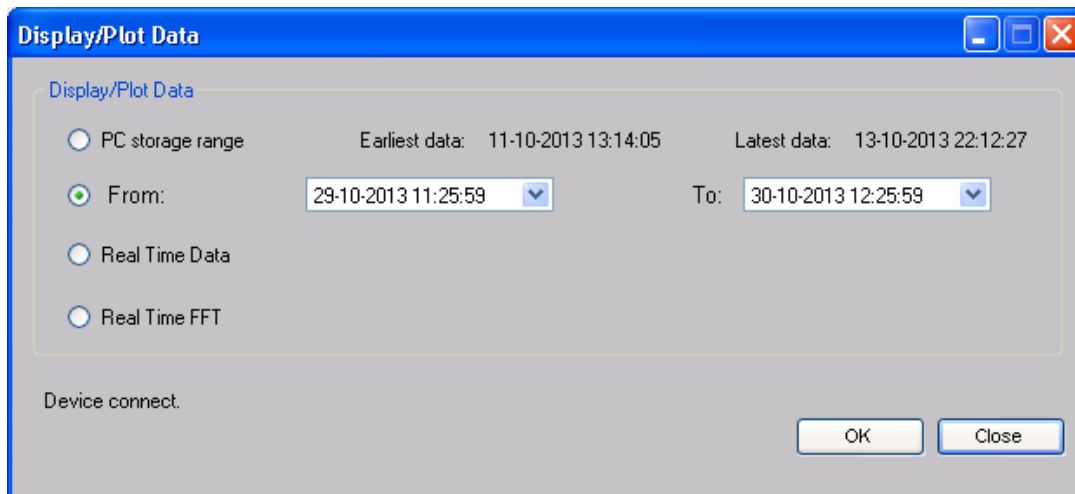 Display/Plot Data
Display/Plot Data
PC storage range Earliest data: 11-10-2013 13:14:05 Latest data: 13-10-2013 22:12:27
From: 29-10-2013 11:25:59 To: 30-10-2013 12:25:59
Real Time Data
Real Time FFT
Device connect.
OK Close